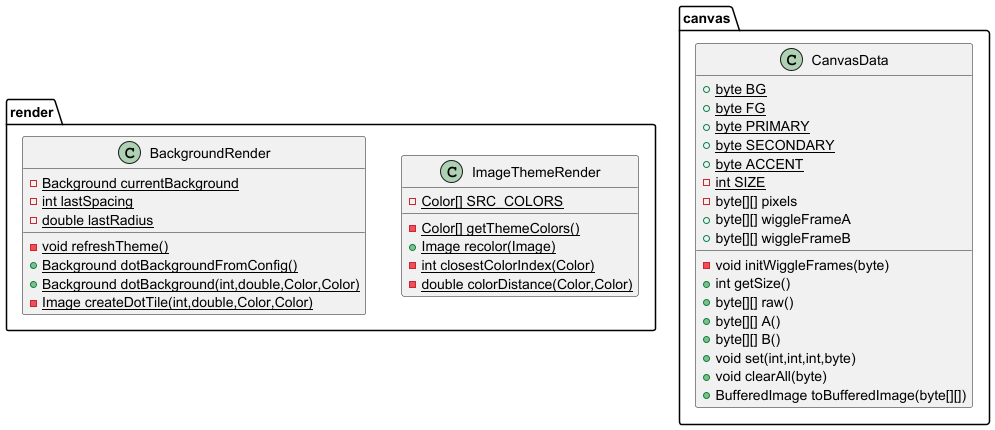 render
C BackgroundRender
Background currentBackground
int lastSpacing
double lastRadius
void refreshTheme()
Background dotBackgroundFromConfig()
Background dotBackground(int,double,Color,Color)
Image createDotTile(int,double,Color,Color)
C ImageThemeRender
Color[] SRC_COLORS
Color[] getThemeColors()
Image recolor(Image)
int closestColorIndex(Color)
double colorDistance(Color,Color)
canvas
C CanvasData
byte BG
byte FG
byte PRIMARY
byte SECONDARY
byte ACCENT
int SIZE
byte[][] pixels
byte[][] wiggleFrameA
byte[][] wiggleFrameB
void initWiggleFrames(byte)
int getSize()
byte[][] raw()
byte[][] A()
byte[][] B()
void set(int,int,int,byte)
void clearAll(byte)
BufferedImage toBufferedImage(byte[][])